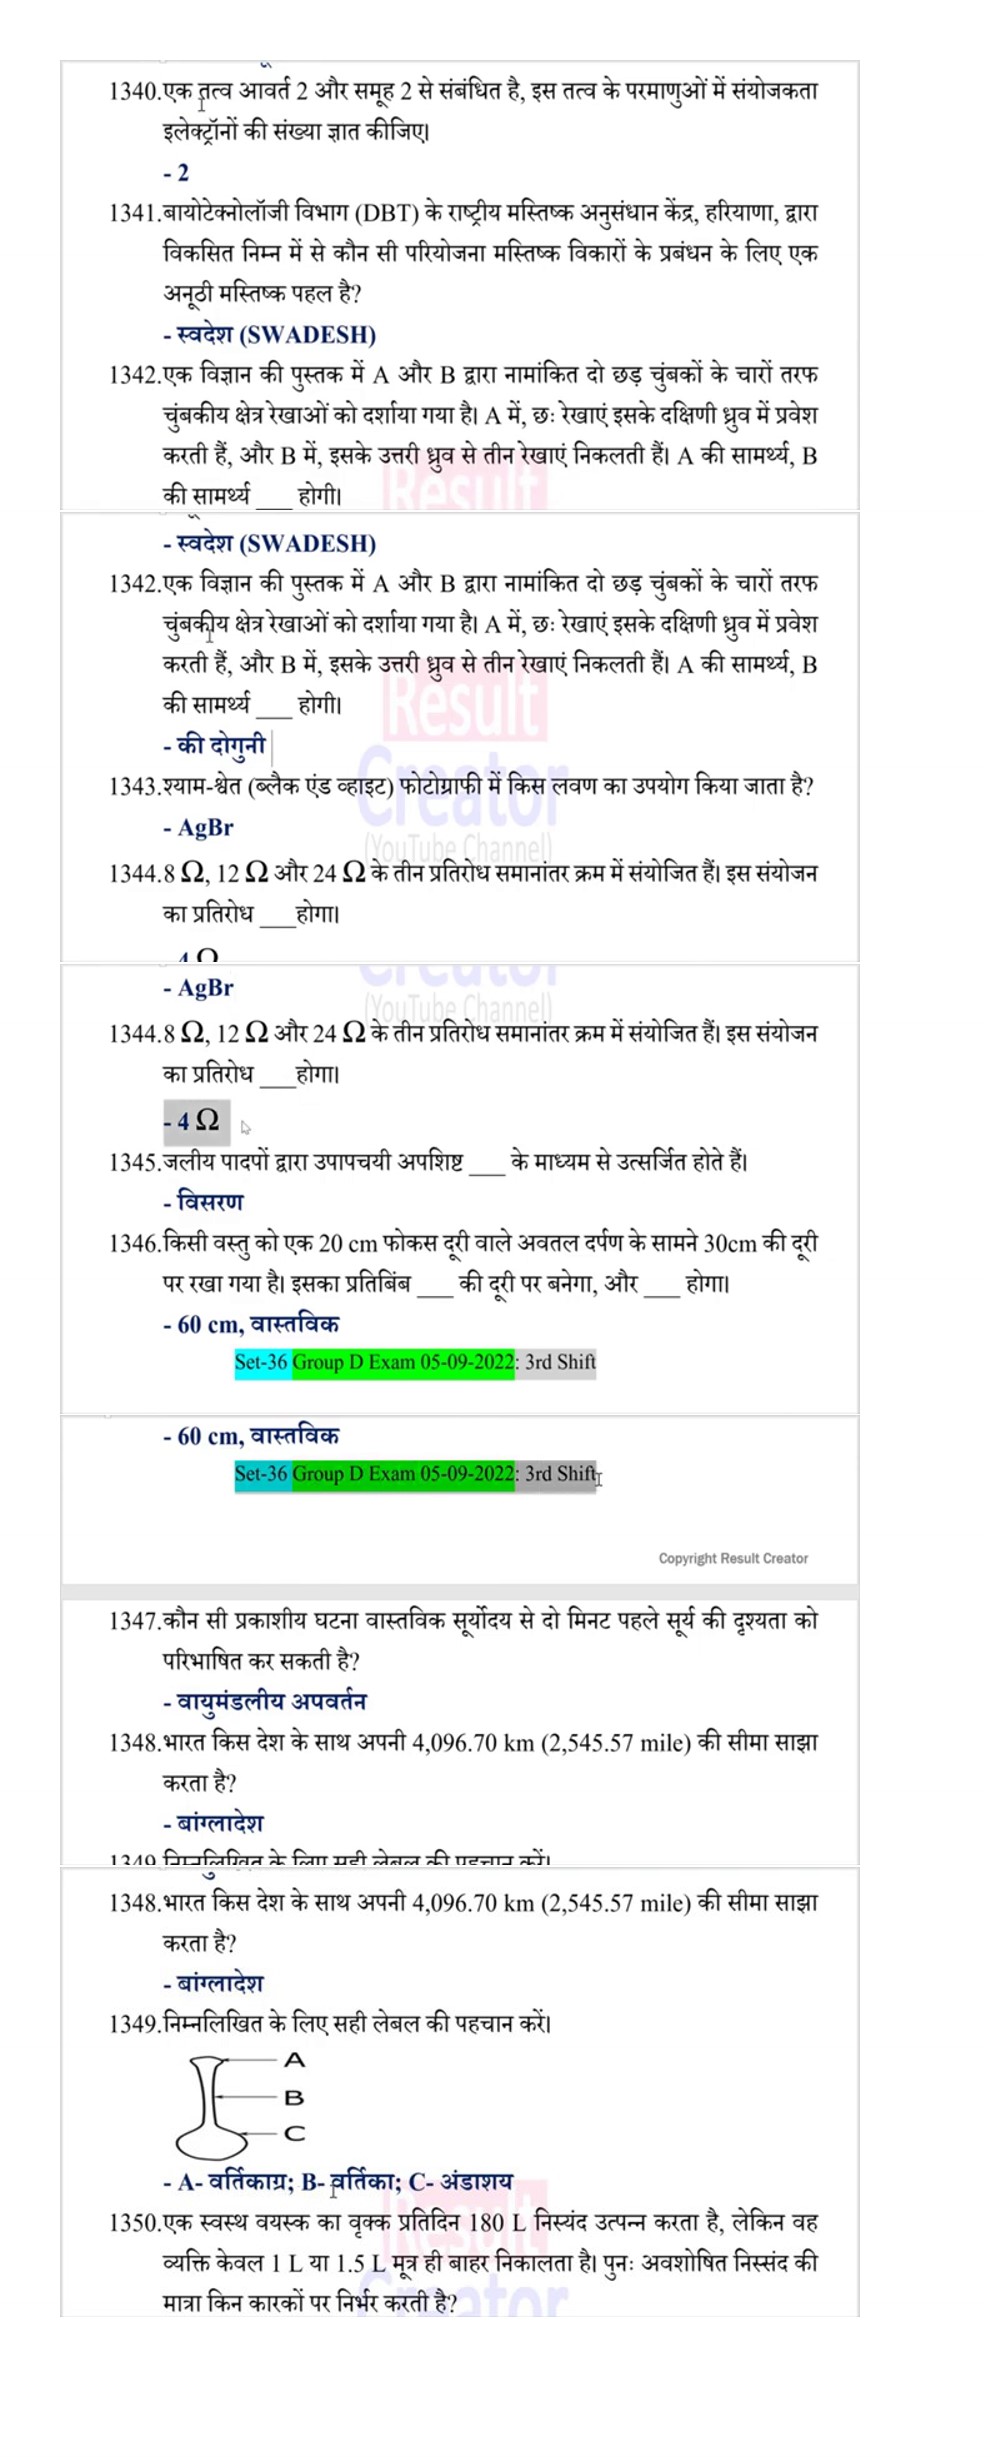 1340.एक तत्व आवर्त 2 और समूह 2 से संबंधित है, इस तत्व के परमाणुओं में संयोजकता
इलेक्ट्रॉनों की संख्या ज्ञात कीजिए।
- 2
1341.बायोटेक्नोलॉजी विभाग (DBT) के राष्ट्रीय मस्तिष्क अनुसंधान केंद्र, हरियाणा, द्वारा
विकसित निम्न में से कौन सी परियोजना मस्तिष्क विकारों के प्रबंधन के लिए एक
अनूठी मस्तिष्क पहल है?
- स्वदेश (SWADESH)
1342.एक विज्ञान की पुस्तक में A और B द्वारा नामांकित दो छड़ चुंबकों के चारों तरफ
चुंबकीय क्षेत्र रेखाओं को दर्शाया गया है। A में, छः रेखाएं इसके दक्षिणी ध्रुव में प्रवेश
करती हैं, और B में, इसके उत्तरी ध्रुव से तीन रेखाएं निकलती हैं। A की सामर्थ्य, B
की सामर्थ्य ___ होगी।
Result
- स्वदेश (SWADESH)
1342.एक विज्ञान की पुस्तक में A और B द्वारा नामांकित दो छड़ चुंबकों के चारों तरफ
चुंबकीय क्षेत्र रेखाओं को दर्शाया गया है। A में, छः रेखाएं इसके दक्षिणी ध्रुव में प्रवेश
करती हैं, और B में, इसके उत्तरी ध्रुव से तीन रेखाएं निकलती हैं। A की सामर्थ्य, B
की सामर्थ्य ___ होगी।
Result
- की दोगुनी
Creator
1343.श्याम-श्वेत (ब्लैक एंड व्हाइट) फोटोग्राफी में किस लवण का उपयोग किया जाता है?
- AgBr
(YouTube Channel)
1344.8 Ω, 12 Ω और 24 Ω के तीन प्रतिरोध समानांतर क्रम में संयोजित हैं। इस संयोजन
का प्रतिरोध ___होगा।
4 Ω
Creator
- AgBr
(YouTube Channel)
1344.8 Ω, 12 Ω और 24 Ω के तीन प्रतिरोध समानांतर क्रम में संयोजित हैं। इस संयोजन
का प्रतिरोध ___होगा।
- 4 Ω
1345.जलीय पादपों द्वारा उपापचयी अपशिष्ट ___ के माध्यम से उत्सर्जित होते हैं।
- विसरण
1346.किसी वस्तु को एक 20 cm फोकस दूरी वाले अवतल दर्पण के सामने 30cm की दूरी
पर रखा गया है। इसका प्रतिबिंब ___ की दूरी पर बनेगा, और ___ होगा।
- 60 cm, वास्तविक
Set-36 Group D Exam 05-09-2022: 3rd Shift
- 60 cm, वास्तविक
Set-36 Group D Exam 05-09-2022: 3rd Shift
Copyright Result Creator
1347.कौन सी प्रकाशीय घटना वास्तविक सूर्योदय से दो मिनट पहले सूर्य की दृश्यता को
परिभाषित कर सकती है?
- वायुमंडलीय अपवर्तन
1348.भारत किस देश के साथ अपनी 4,096.70 km (2,545.57 mile) की सीमा साझा
करता है?
- बांग्लादेश
1349.निम्नलिखित के लिए सही लेबल की पहचान करें।
1348.भारत किस देश के साथ अपनी 4,096.70 km (2,545.57 mile) की सीमा साझा
करता है?
- बांग्लादेश
1349.निम्नलिखित के लिए सही लेबल की पहचान करें।
A
B
C
- A- वर्तिकाग्र; B- वर्तिका; C- अंडाशय
Result
1350.एक स्वस्थ वयस्क का वृक्क प्रतिदिन 180 L निस्यंद उत्पन्न करता है, लेकिन वह
व्यक्ति केवल 1 L या 1.5 L मूत्र ही बाहर निकालता है। पुनः अवशोषित निस्संद की
मात्रा किन कारकों पर निर्भर करती है?
Creator